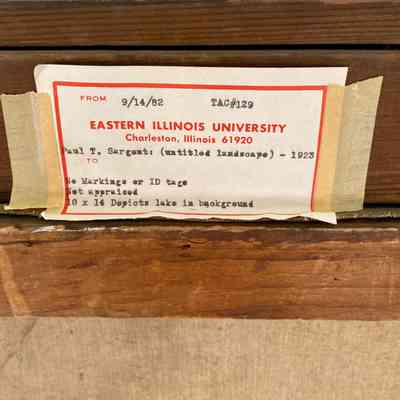 FROM 9/14/82 TAC#129
EASTERN ILLINOIS UNIVERSITY
Charleston, Illinois 61920
Paul T. Sargent: (untitled landscape) - 1923
TO
No Markings or ID tags
Not appraised
18 x 14 Depicts lake in background